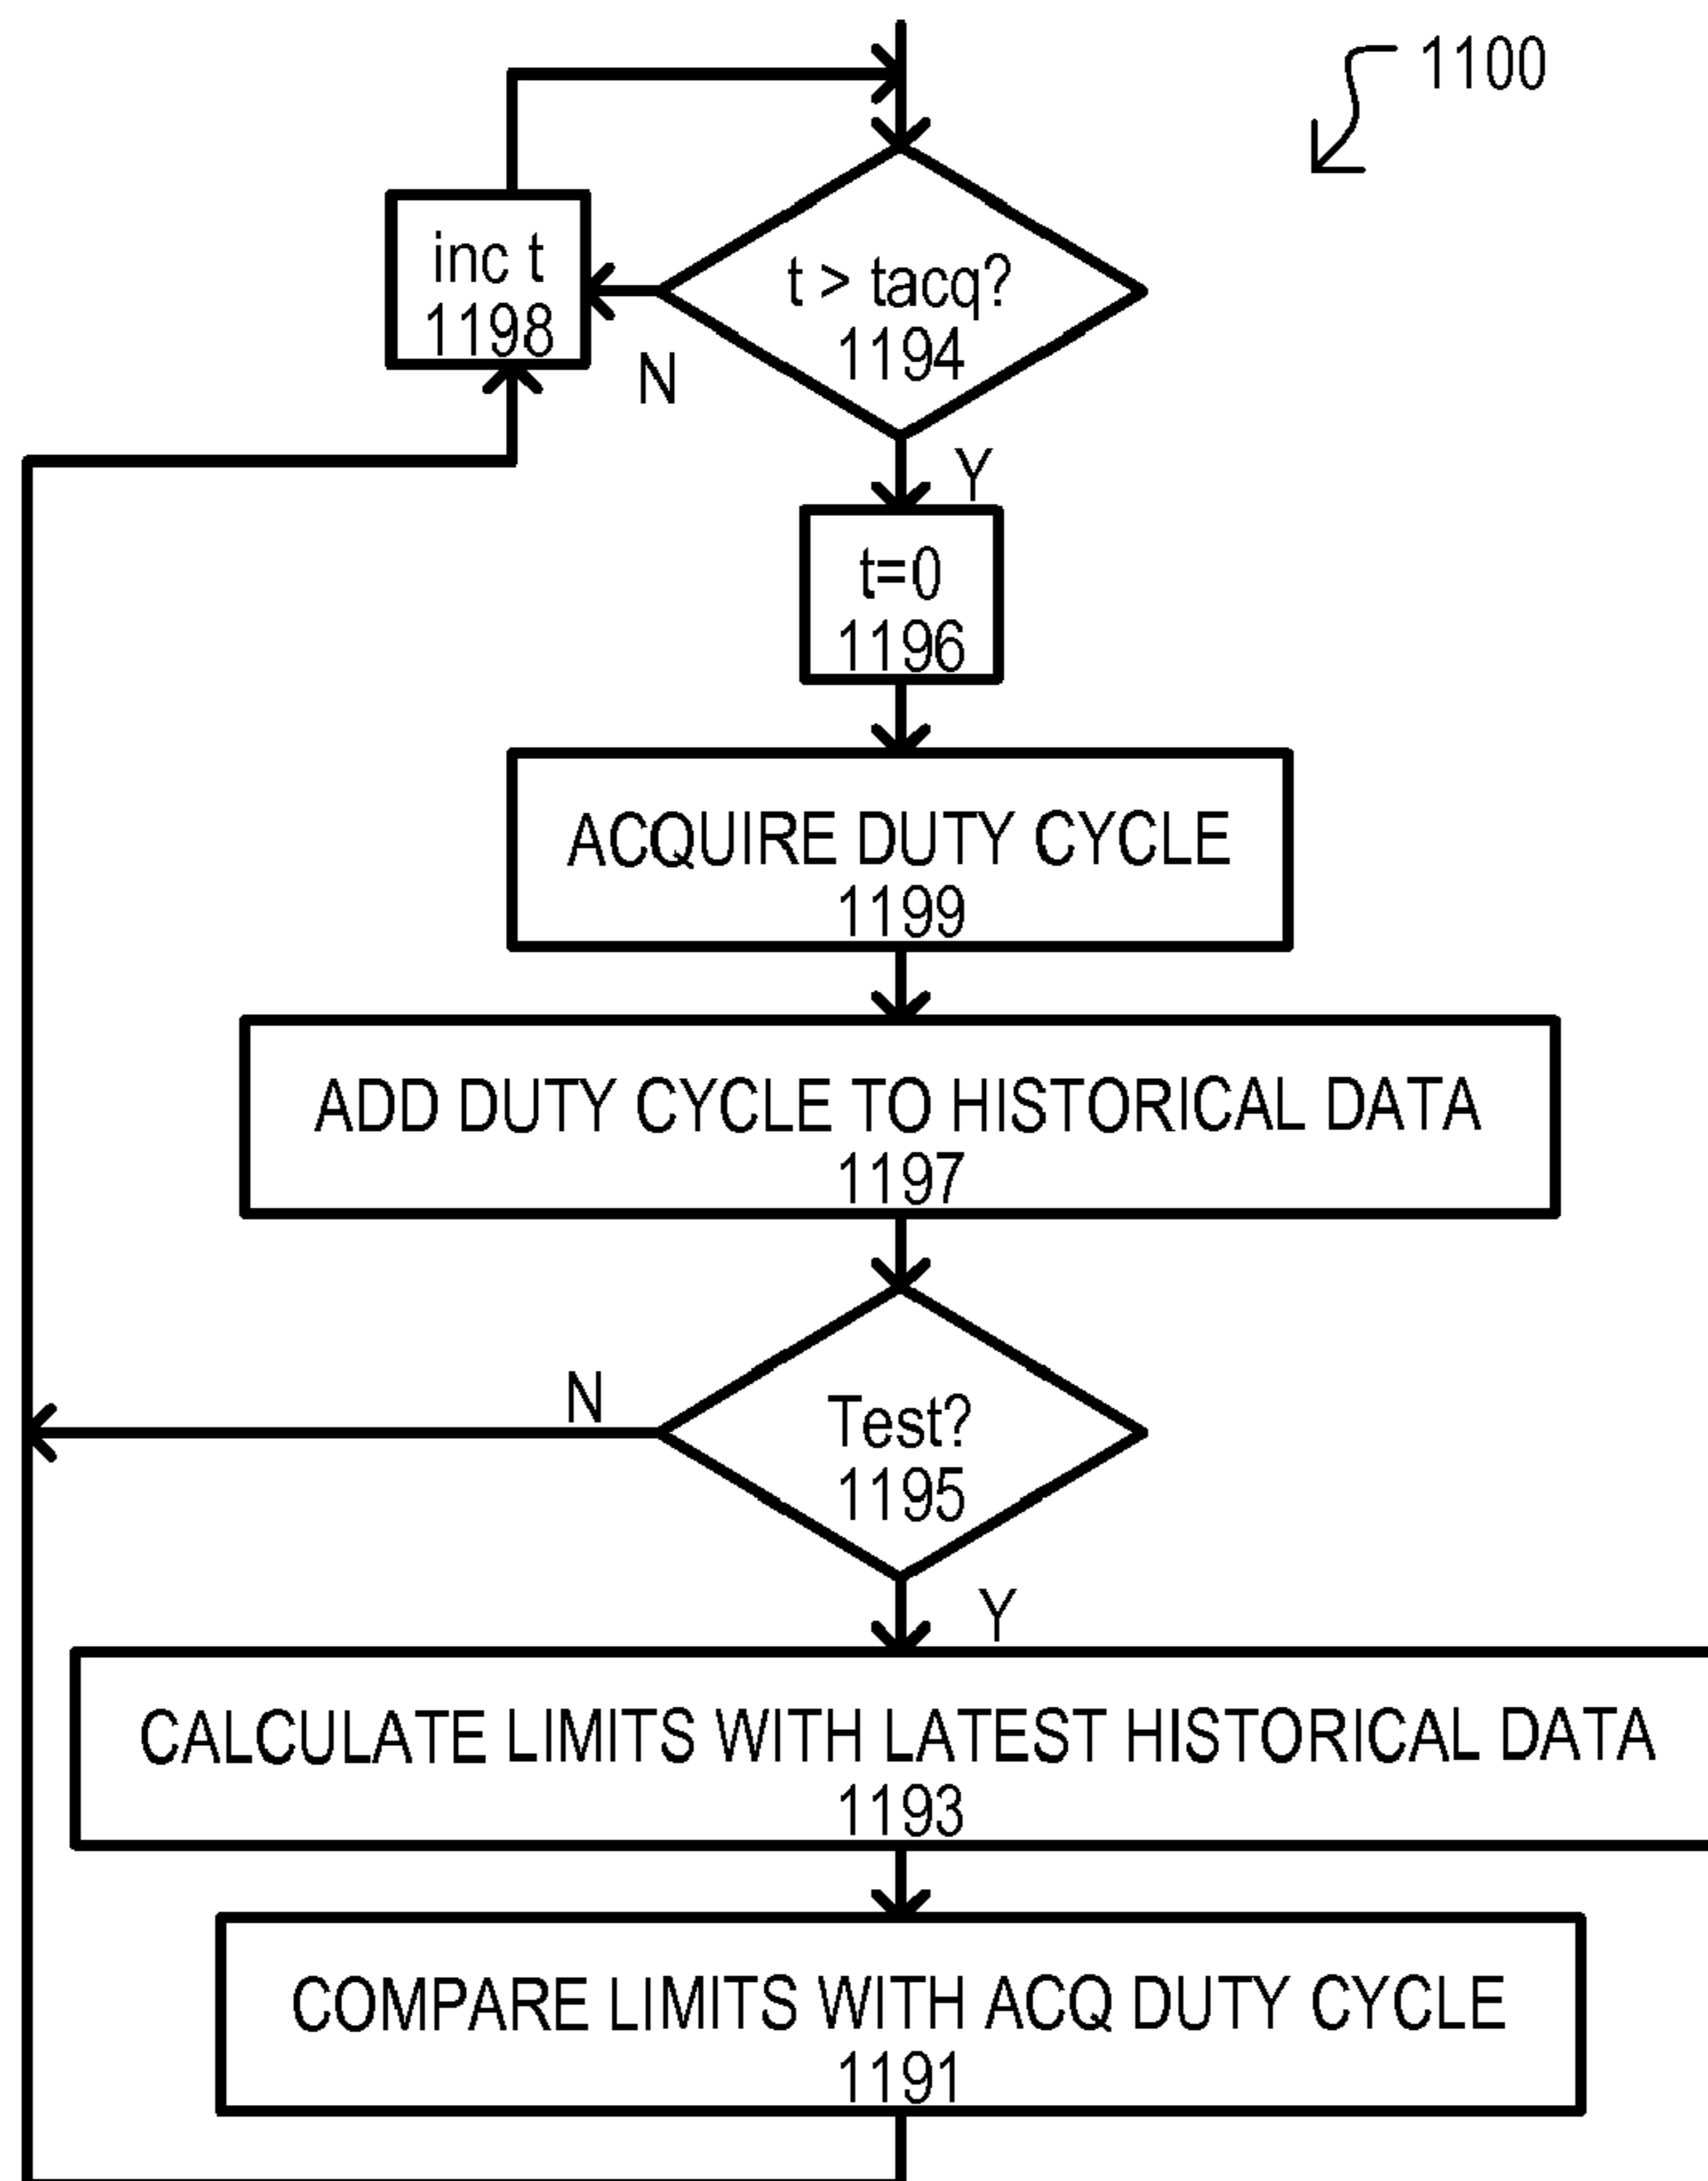 1100
inc t
1198
t > tacq?
1194
N
Y
t=0
1196
ACQUIRE DUTY CYCLE
1199
ADD DUTY CYCLE TO HISTORICAL DATA
1197
N
Test?
1195
Y
CALCULATE LIMITS WITH LATEST HISTORICAL DATA
1193
COMPARE LIMITS WITH ACQ DUTY CYCLE
1191